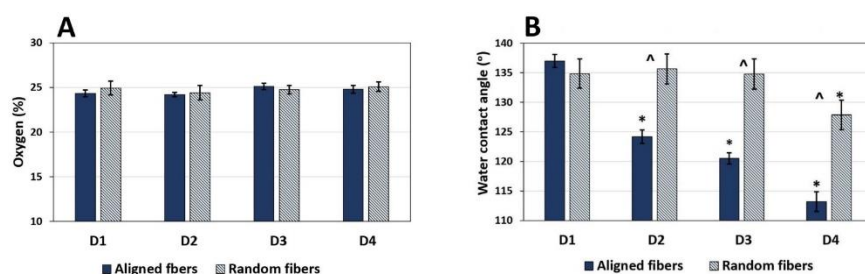 A
Oxygen (%)
30
25
20
15
10
D1 D2 D3 D4
Aligned fbers Random fibers
B
Water contact angle (°)
140
135
130
125
120
115
110
^ ^ ^ *
* * *
D1 D2 D3 D4
Aligned fibers Random fibers